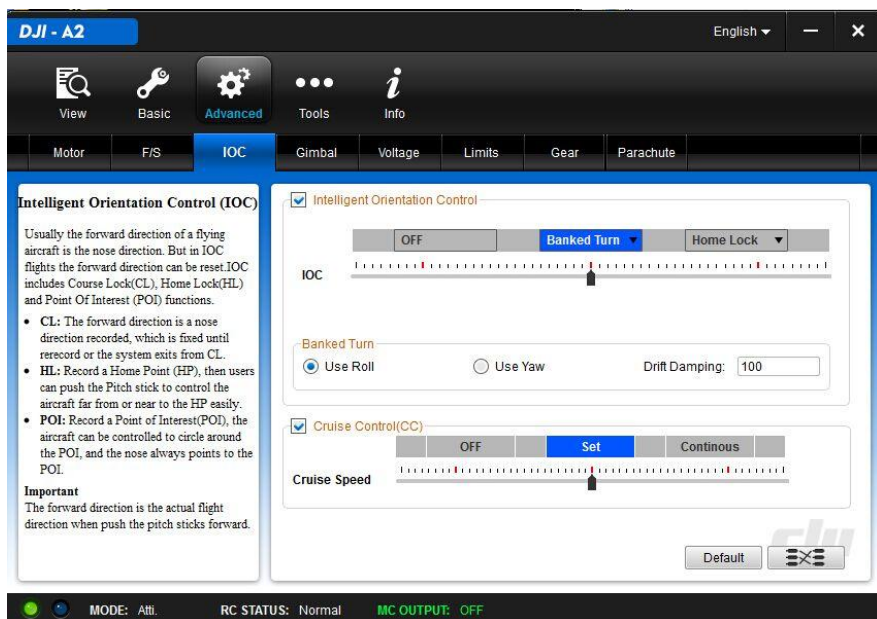 DJI - A2
English
View
Basic
Advanced
Tools
i
Info
Motor
F/S
IOC
Gimbal
Voltage
Limits
Gear
Parachute
Intelligent Orientation Control (IOC)
Usually the forward direction of a flying
aircraft is the nose direction. But in IOC
flights the forward direction can be reset.IOC
includes Course Lock(CL), Home Lock(HL)
and Point Of Interest (POI) functions.
• CL: The forward direction is a nose
direction recorded, which is fixed until
rerecord or the system exits from CL.
• HL: Record a Home Point (HP), then users
can push the Pitch stick to control the
aircraft far from or near to the HP easily.
• POI: Record a Point of Interest(POI), the
aircraft can be controlled to circle around
the POI, and the nose always points to the
POI.
Important
The forward direction is the actual flight
direction when push the pitch sticks forward.
Intelligent Orientation Control
OFF
Banked Turn
Home Lock
IOC
Banked Turn
Use Roll
Use Yaw
Drift Damping: 100
Cruise Control(CC)
OFF
Set
Continous
Cruise Speed
dji
Default
MODE: Atti.
RC STATUS: Normal
MC OUTPUT: OFF